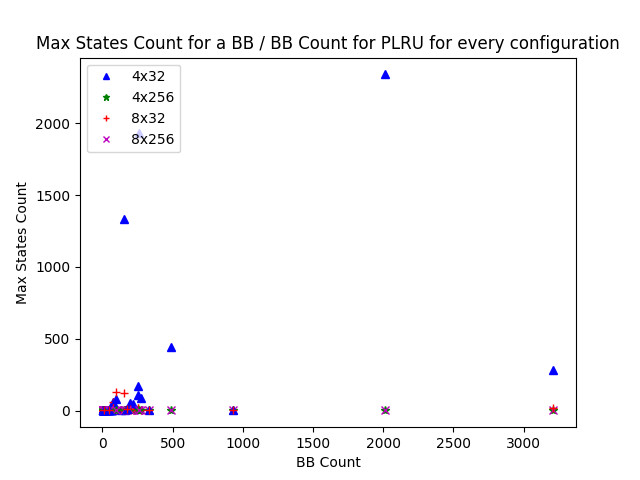 Max States Count for a BB / BB Count for PLRU for every configuration
4x32
4x256
8x32
8x256
2000
1500
1000
500
0
Max States Count
0 500 1000 1500 2000 2500 3000
BB Count